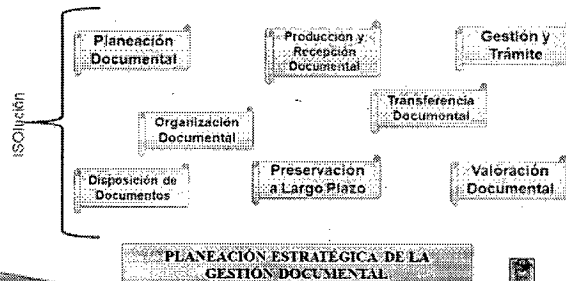 ISOlución
Planeación
Documental
Producción y
Recepción
Documental
Gestión y
Trámite
Organización
Documental
Transferencia
Documental
Disposición de
Documentos
Preservación
a Largo Plazo
Valoración
Documental
PLANEACIÓN ESTRATÉGICA DE LA
GESTIÓN DOCUMENTAL